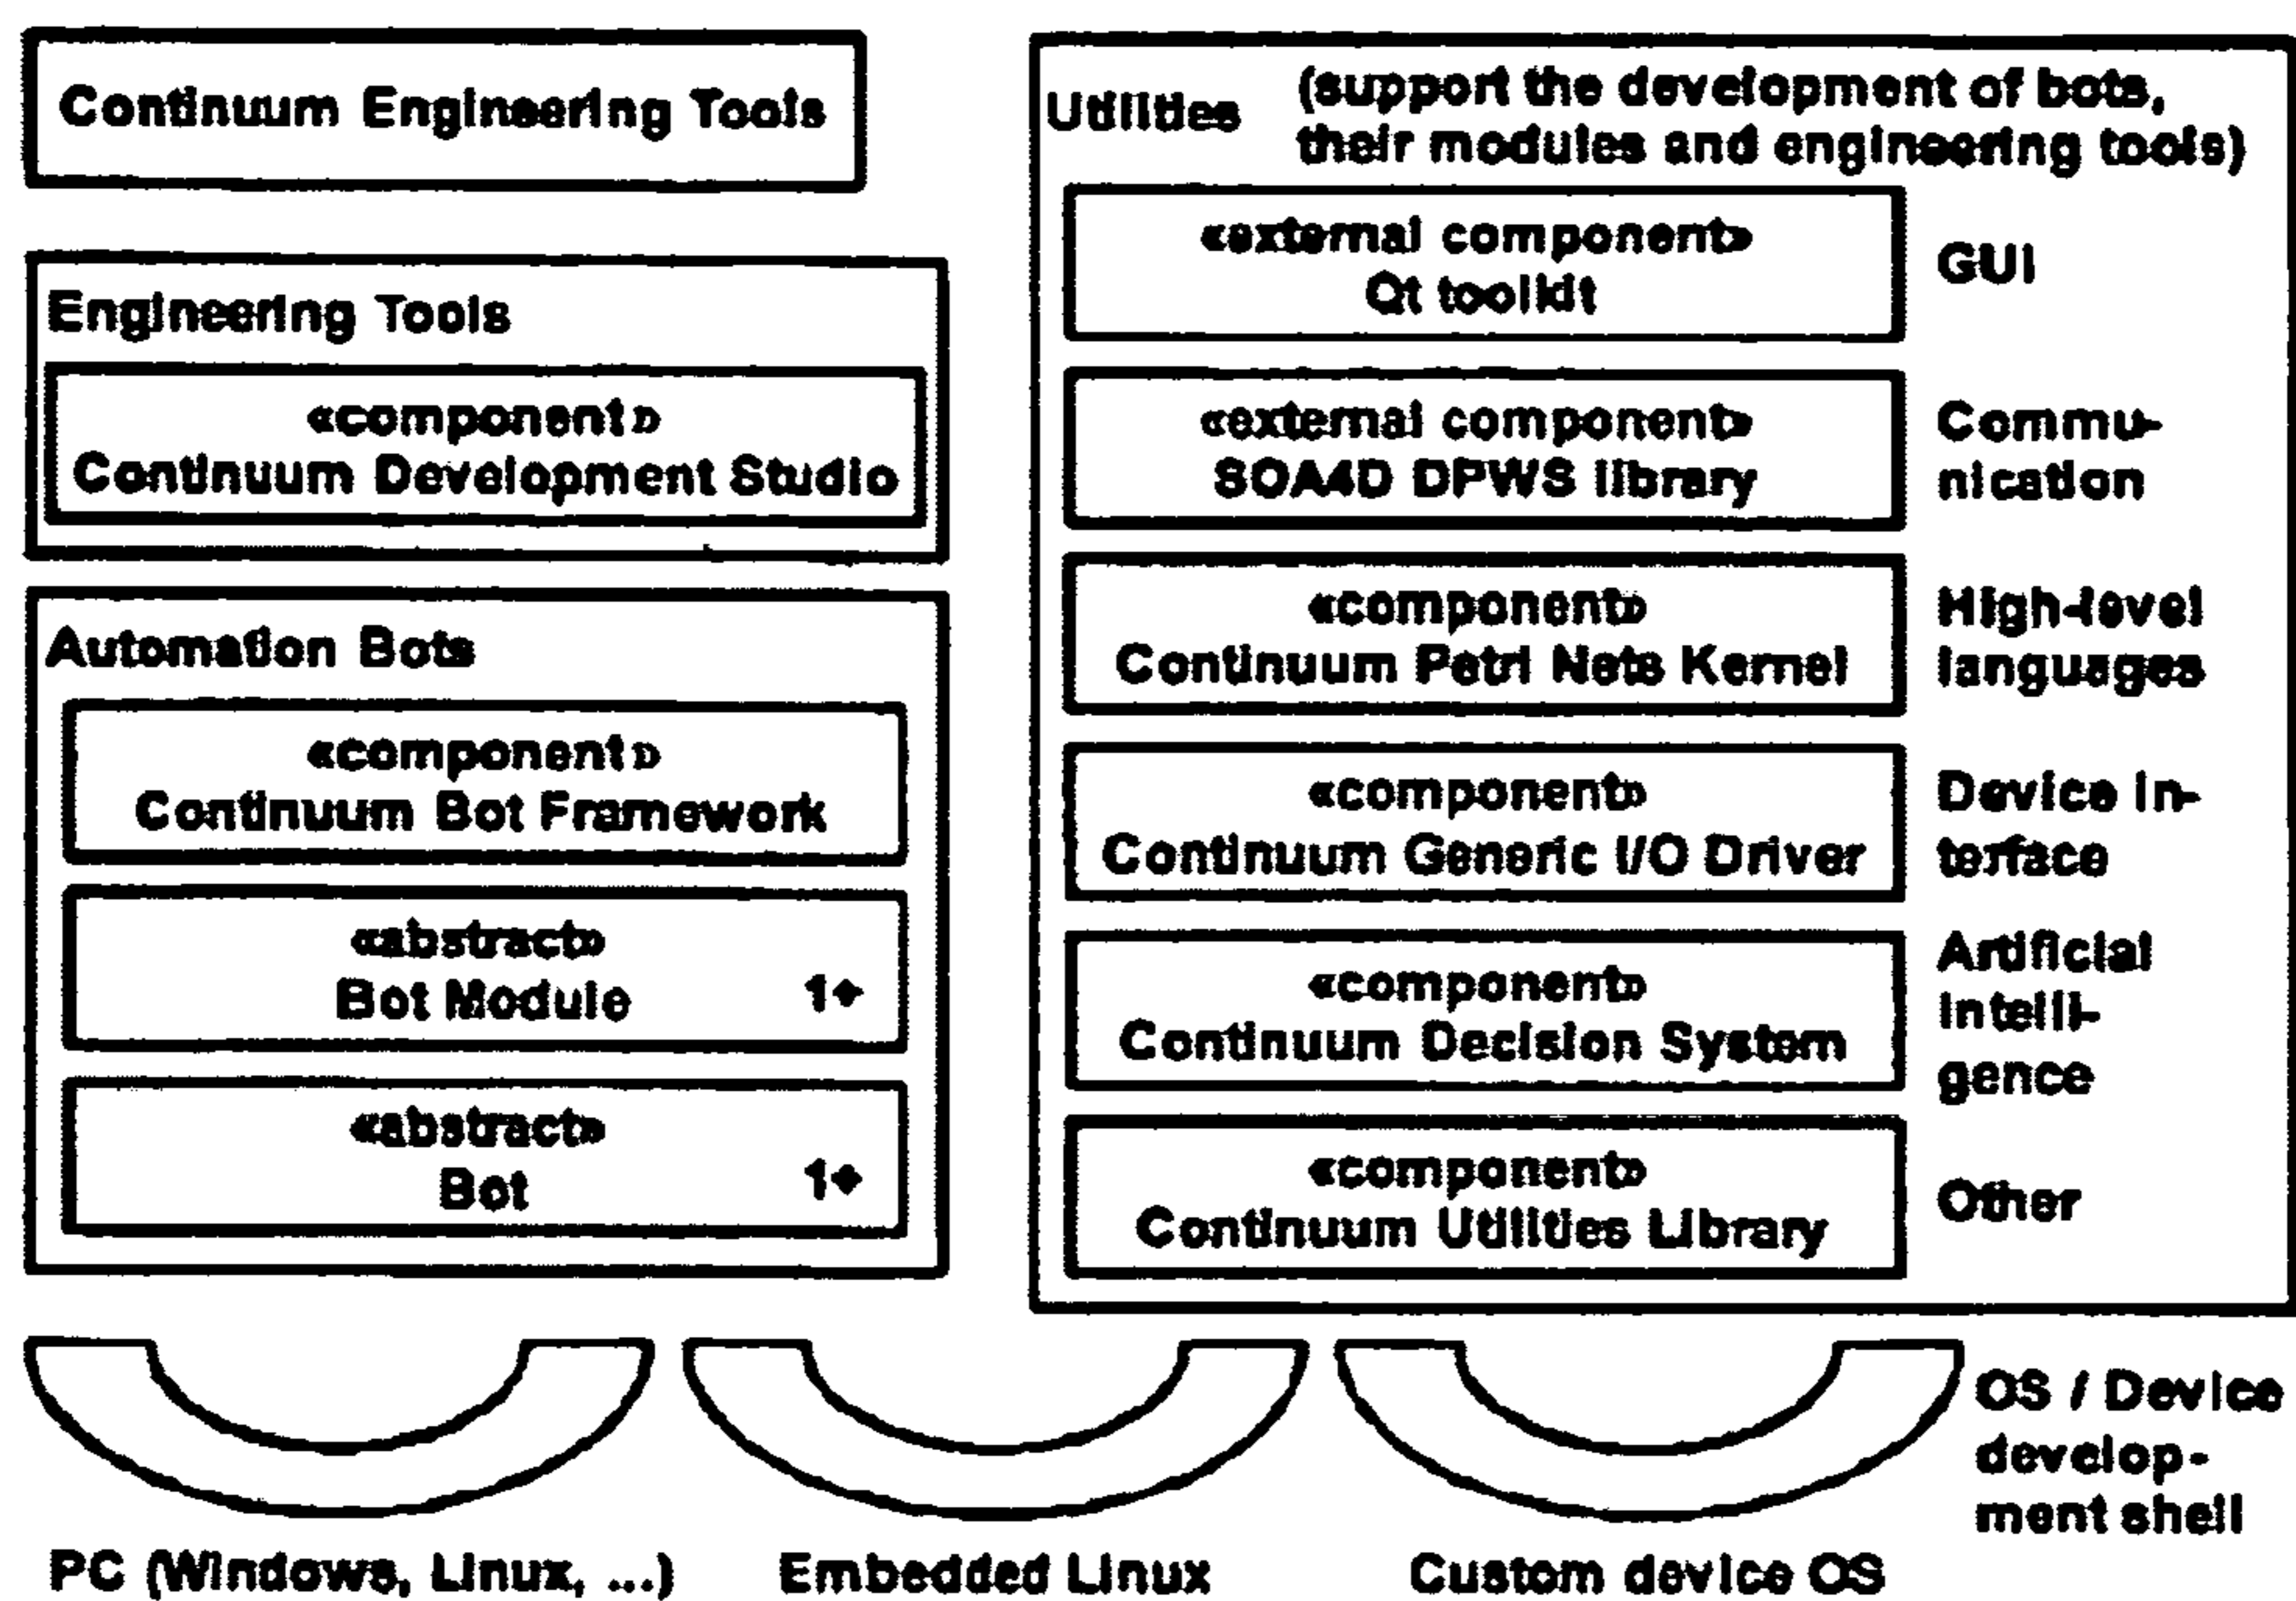 Continuum Engineering Tools
Engineering Tools
«component»
Continuum Development Studio
Automation Bots
«component»
Continuum Bot Framework
«abstract»
Bot Module 1+
«abstract»
Bot 1+
Utilities (support the development of bots,
their modules and engineering tools)
«external component»
Qt toolkit
GUI
«external component»
SOA4D DPWS library
Commu-
nication
«component»
Continuum Petri Nets Kernel
High-level
languages
«component»
Continuum Generic I/O Driver
Device in-
terface
«component»
Continuum Decision System
Artificial
Intelli-
gence
«component»
Continuum Utilities Library
Other
OS / Device
develop-
ment shell
PC (Windows, Linux, ...)
Embedded Linux
Custom device OS